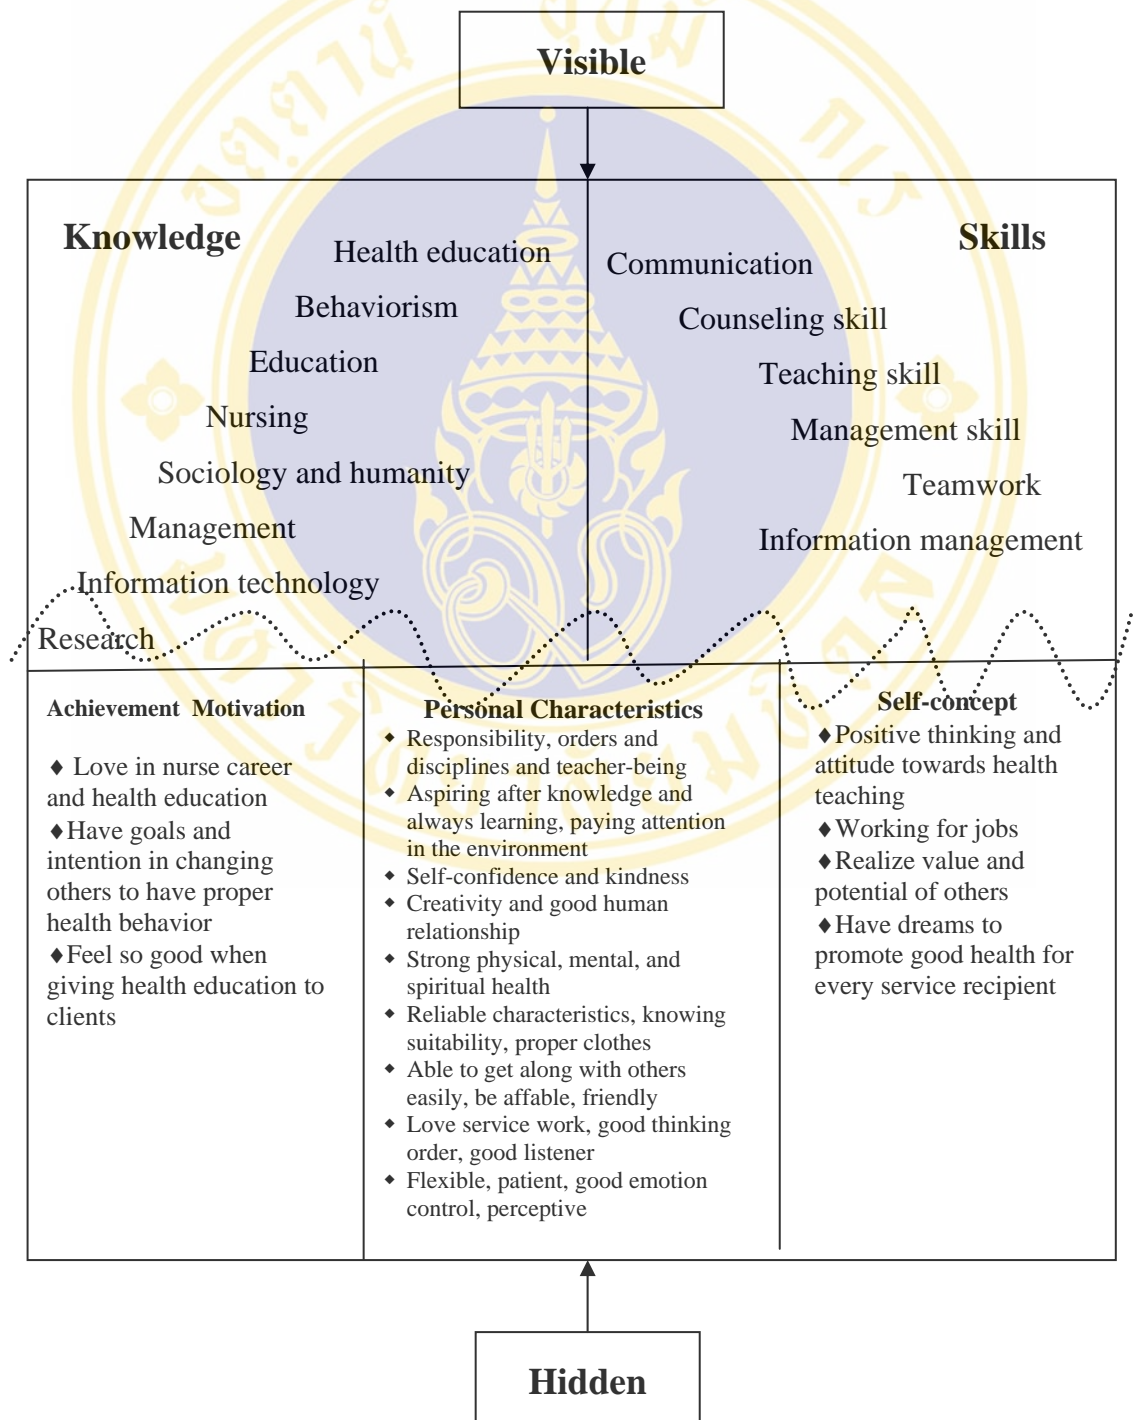 Visible
Knowledge
Health education
Behaviorism
Education
Nursing
Sociology and humanity
Management
Information technology
Research
Skills
Communication
Counseling skill
Teaching skill
Management skill
Teamwork
Information management
Achievement Motivation
♦ Love in nurse career
and health education
♦Have goals and
intention in changing
others to have proper
health behavior
♦Feel so good when
giving health education to
clients
Personal Characteristics
◆ Responsibility, orders and
disciplines and teacher-being
◆ Aspiring after knowledge and
always learning, paying attention
in the environment
◆ Self-confidence and kindness
◆ Creativity and good human
relationship
◆ Strong physical, mental, and
spiritual health
◆ Reliable characteristics, knowing
suitability, proper clothes
◆ Able to get along with others
easily, be affable, friendly
◆ Love service work, good thinking
order, good listener
◆ Flexible, patient, good emotion
control, perceptive
Self-concept
♦Positive thinking and
attitude towards health
teaching
♦Working for jobs
♦Realize value and
potential of others
♦Have dreams to
promote good health for
every service recipient
Hidden